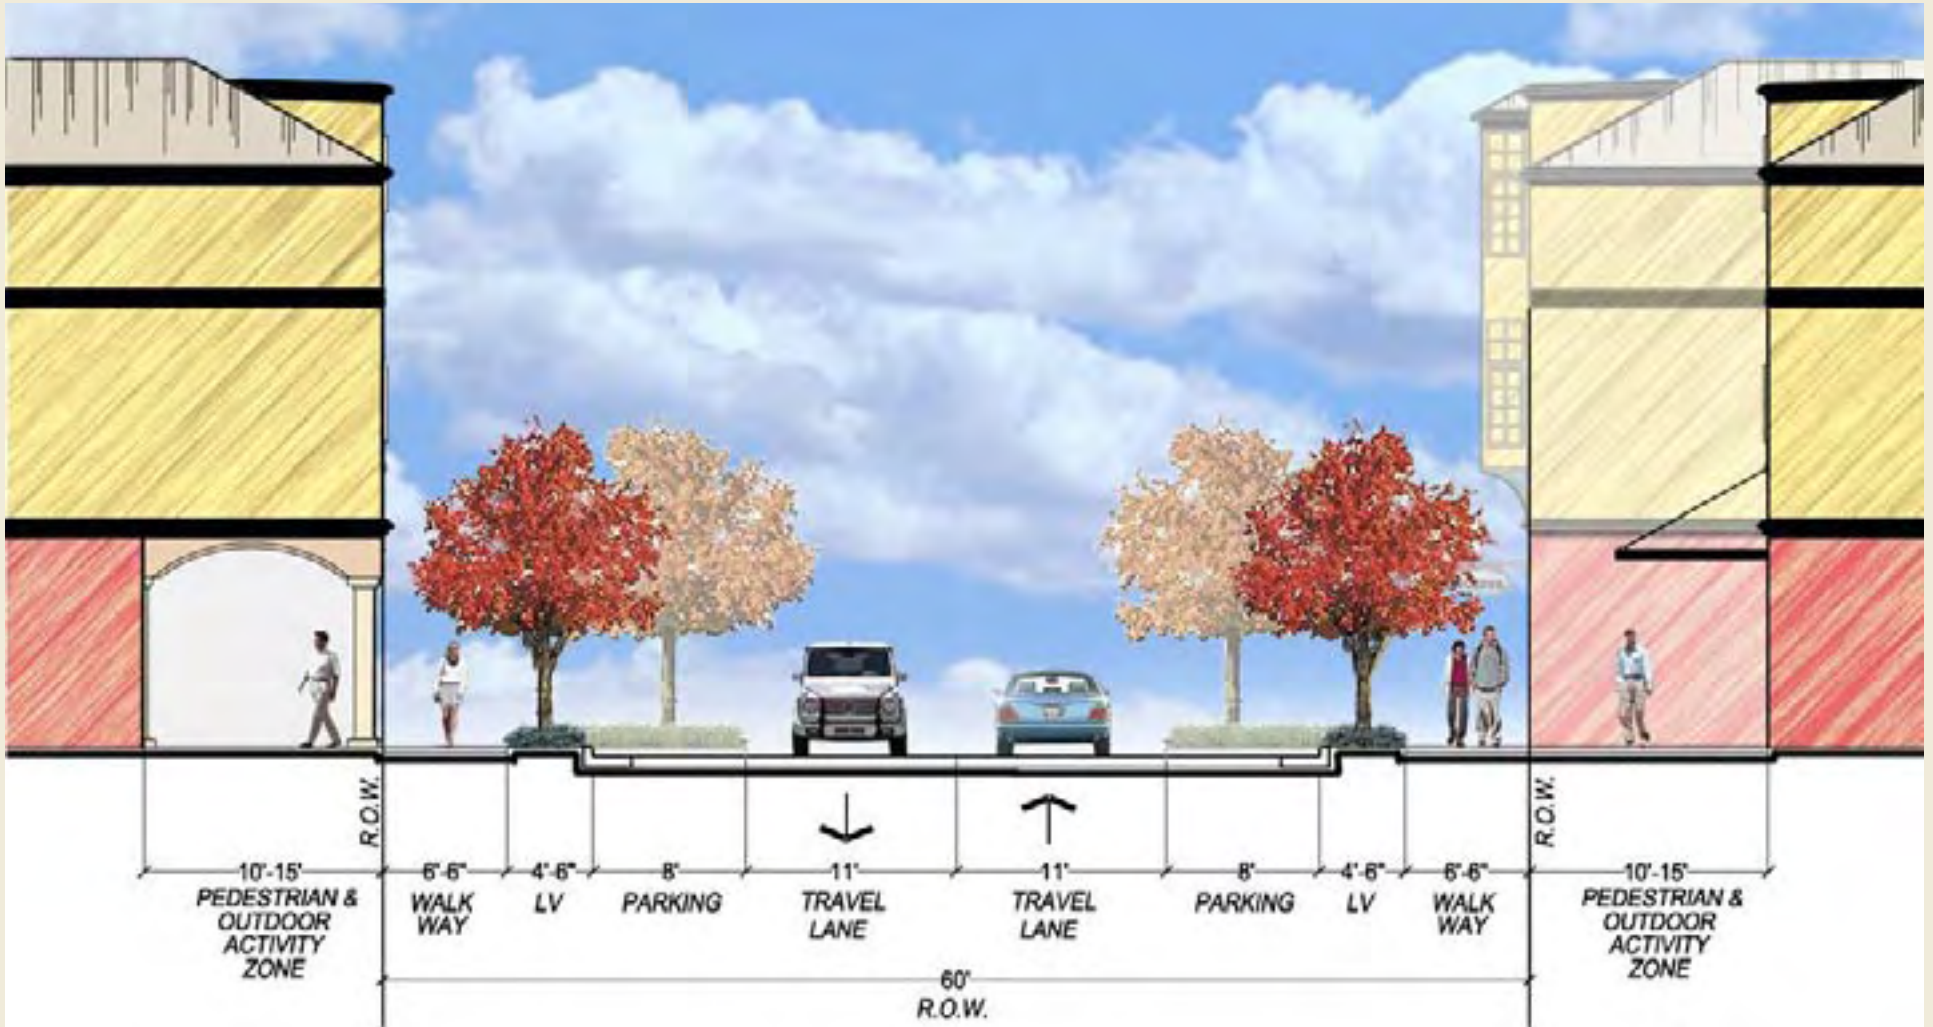 R.O.W.
R.O.W.
10'-15'
6'-6"
4'-6"
8'
11'
11'
8'
4'-6"
6'-6"
10'-15'
PEDESTRIAN &
OUTDOOR
ACTIVITY
ZONE
WALK
WAY
LV
PARKING
TRAVEL
LANE
TRAVEL
LANE
PARKING
LV
WALK
WAY
PEDESTRIAN &
OUTDOOR
ACTIVITY
ZONE
60'
R.O.W.